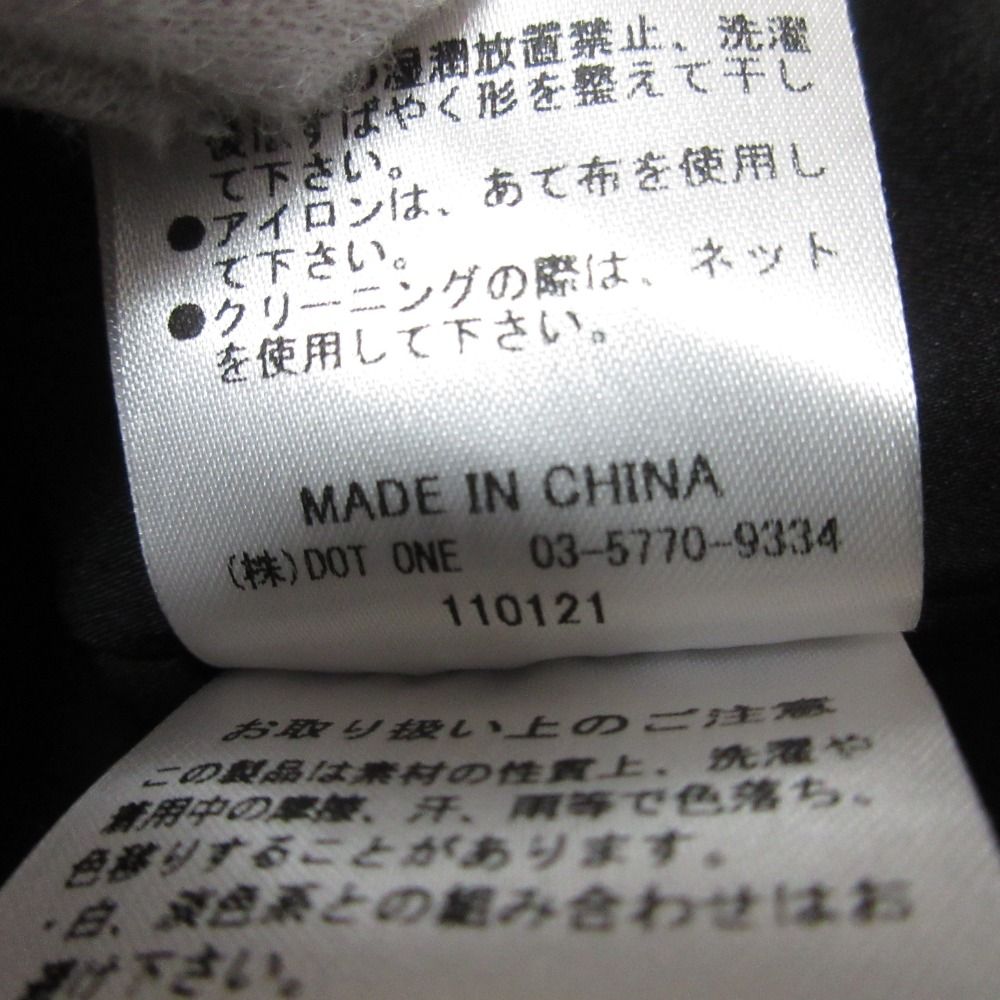 の湿潤放置禁止、洗濯
後はすばやく形を整えて干し
て下さい。
●アイロンは、あて布を使用し
て下さい。
●クリーニングの際は、ネット
を使用して下さい。
MADE IN CHINA
(株)DOT ONE 03-5770-9334
110121
お取り扱い上のご注意
この製品は素材の性質上、洗濯や
着用中の摩擦、汗、雨等で色落ち、
色移りすることがあります。
・白、淡色系との組み合わせはお
避け下さい。